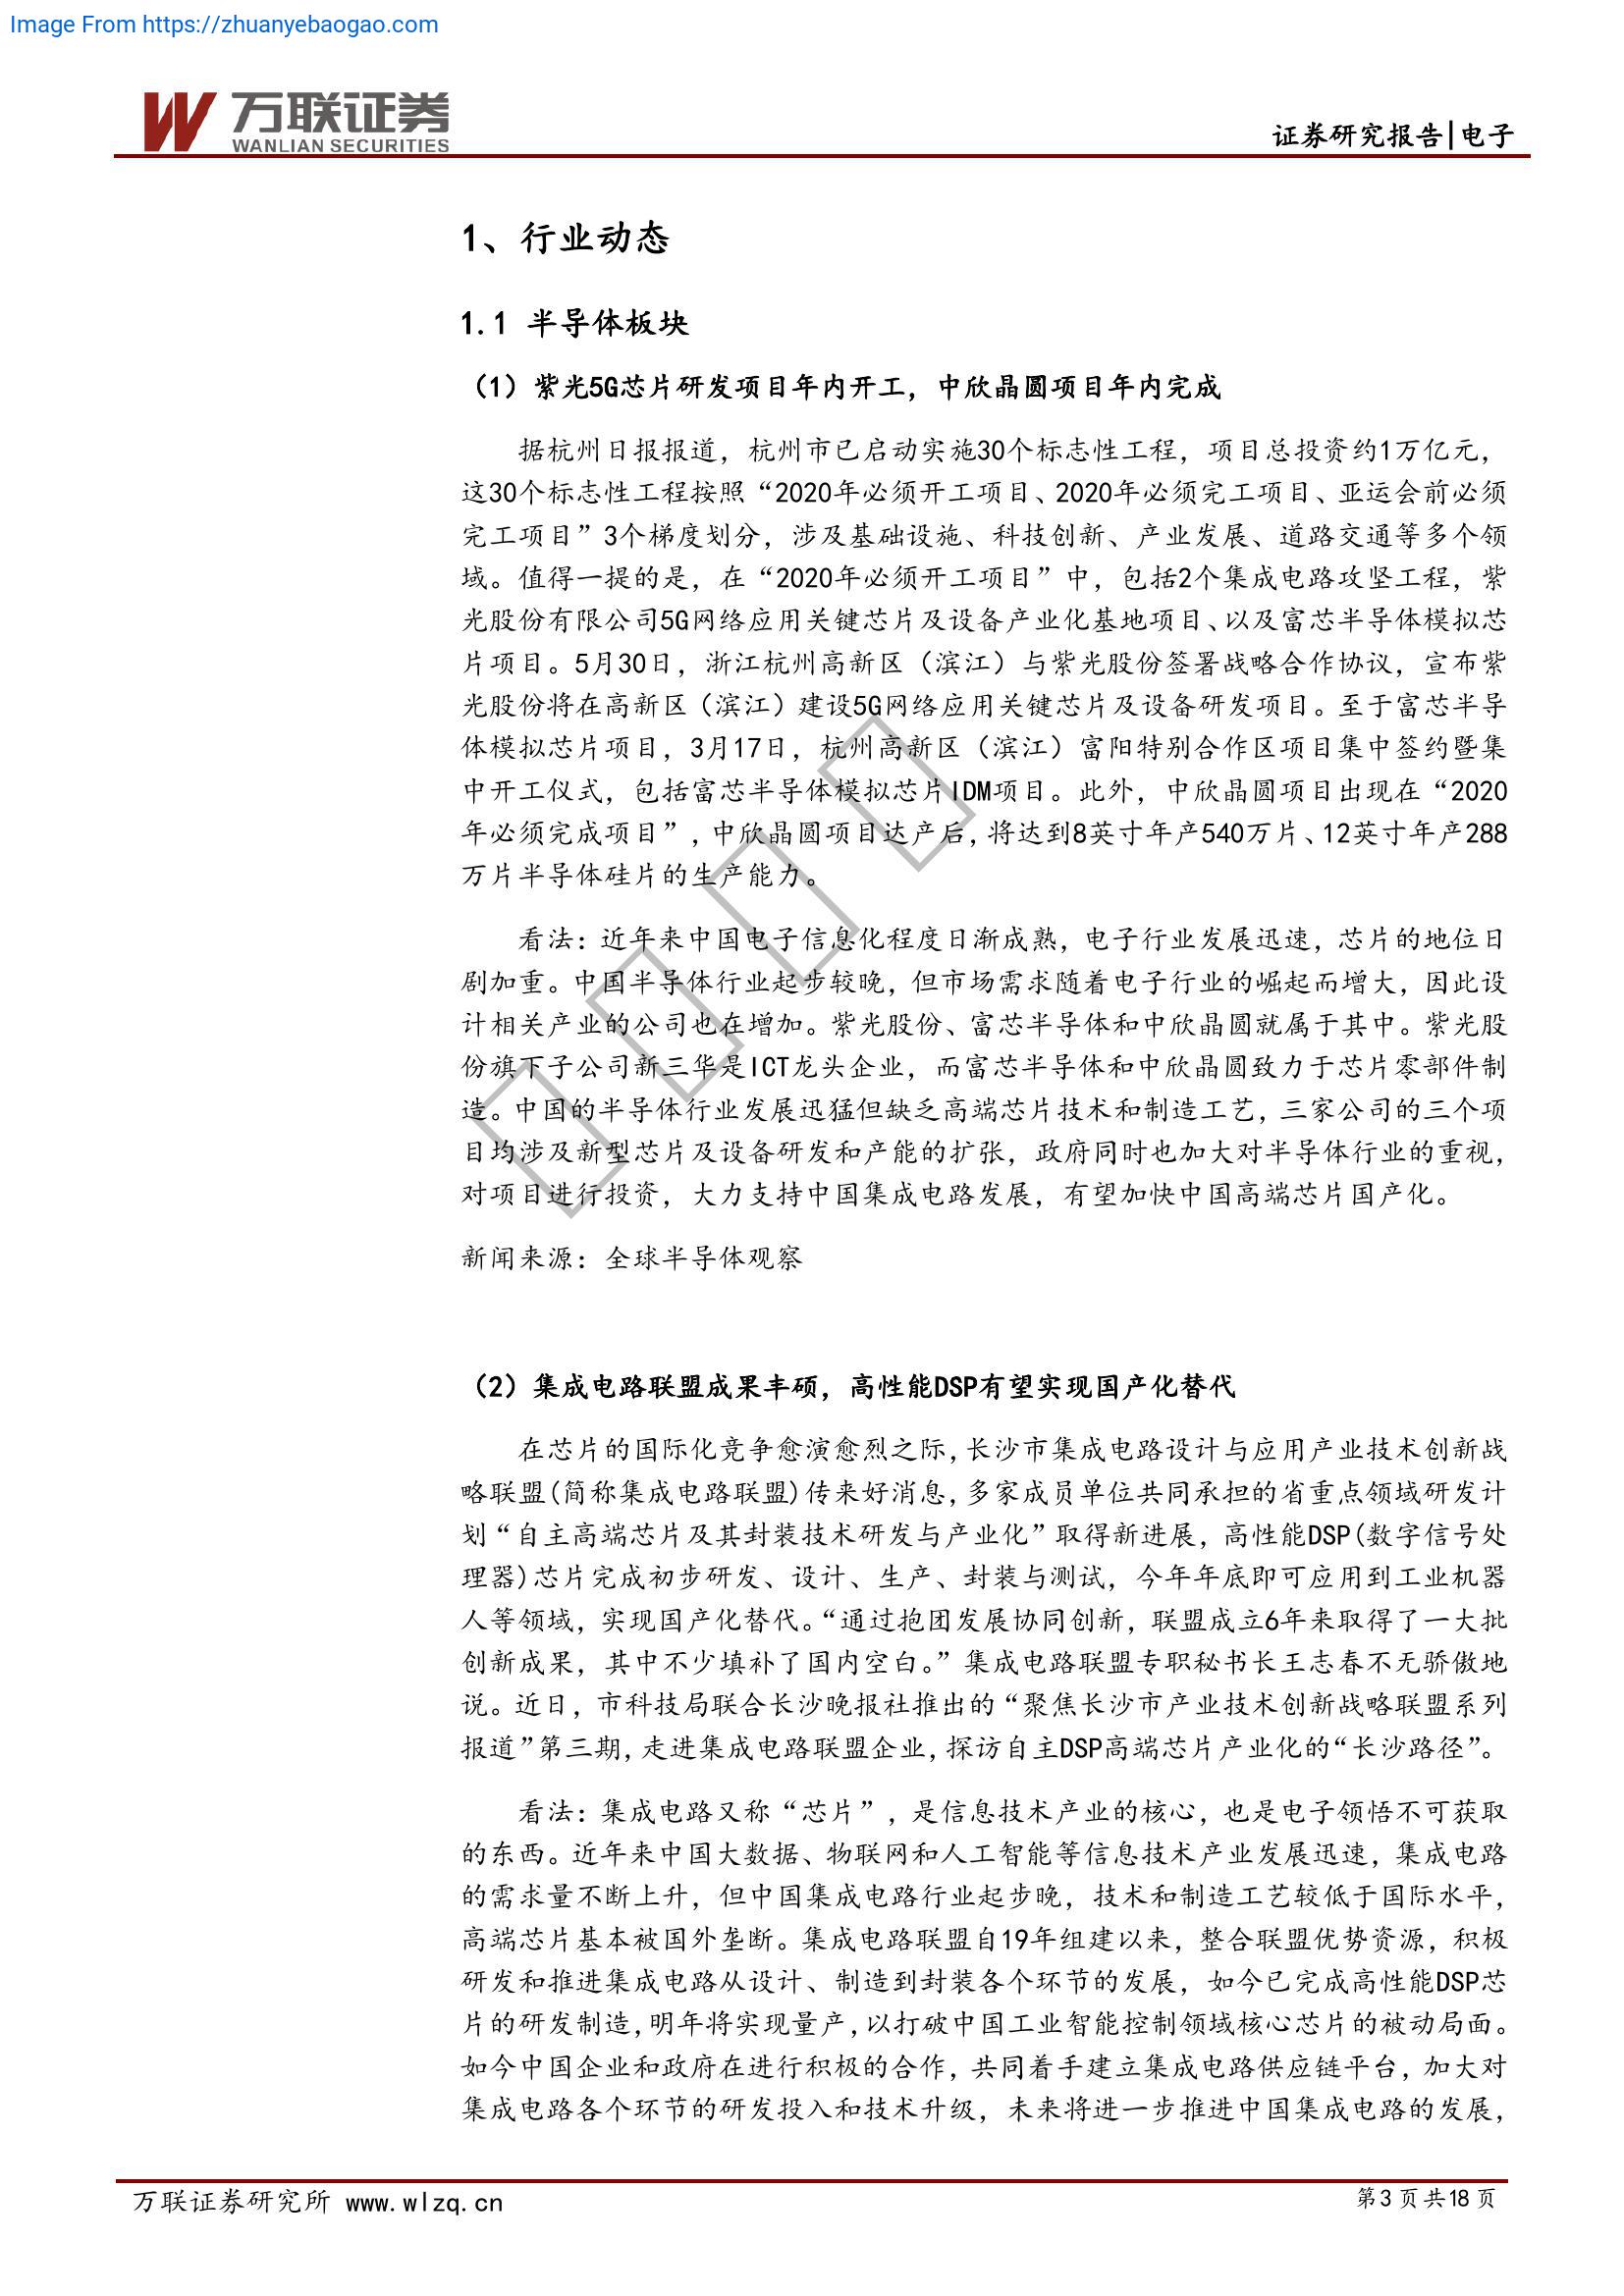 Image From https://zhuanyebaogao.com
万联证券
WANLIAN SECURITIES
证券研究报告|电子
1、行业动态
1.1 半导体板块
（1）紫光5G芯片研发项目年内开工，中欣晶圆项目年内完成
据杭州日报报道，杭州市已启动实施30个标志性工程，项目总投资约1万亿元，
这30个标志性工程按照“2020年必须开工项目、2020年必须完工项目、亚运会前必须
完工项目”3个梯度划分，涉及基础设施、科技创新、产业发展、道路交通等多个领
域。值得一提的是，在“2020年必须开工项目”中，包括2个集成电路攻坚工程，紫
光股份有限公司5G网络应用关键芯片及设备产业化基地项目、以及富芯半导体模拟芯
片项目。5月30日，浙江杭州高新区（滨江）与紫光股份签署战略合作协议，宣布紫
光股份将在高新区（滨江）建设5G网络应用关键芯片及设备研发项目。至于富芯半导
体模拟芯片项目，3月17日，杭州高新区（滨江）富阳特别合作区项目集中签约暨集
中开工仪式，包括富芯半导体模拟芯片IDM项目。此外，中欣晶圆项目出现在“2020
年必须完成项目”，中欣晶圆项目达产后，将达到8英寸年产540万片、12英寸年产288
万片半导体硅片的生产能力。
看法：近年来中国电子信息化程度日渐成熟，电子行业发展迅速，芯片的地位日
剧加重。中国半导体行业起步较晚，但市场需求随着电子行业的崛起而增大，因此设
计相关产业的公司也在增加。紫光股份、富芯半导体和中欣晶圆就属于其中。紫光股
份旗下子公司新三华是ICT龙头企业，而富芯半导体和中欣晶圆致力于芯片零部件制
造。中国的半导体行业发展迅猛但缺乏高端芯片技术和制造工艺，三家公司的三个项
目均涉及新型芯片及设备研发和产能的扩张，政府同时也加大对半导体行业的重视，
对项目进行投资，大力支持中国集成电路发展，有望加快中国高端芯片国产化。
新闻来源：全球半导体观察
（2）集成电路联盟成果丰硕，高性能DSP有望实现国产化替代
在芯片的国际化竞争愈演愈烈之际，长沙市集成电路设计与应用产业技术创新战
略联盟(简称集成电路联盟)传来好消息，多家成员单位共同承担的省重点领域研发计
划“自主高端芯片及其封装技术研发与产业化”取得新进展，高性能DSP(数字信号处
理器)芯片完成初步研发、设计、生产、封装与测试，今年年底即可应用到工业机器
人等领域，实现国产化替代。“通过抱团发展协同创新，联盟成立6年来取得了一大批
创新成果，其中不少填补了国内空白。”集成电路联盟专职秘书长王志春不无骄傲地
说。近日，市科技局联合长沙晚报社推出的“聚焦长沙市产业技术创新战略联盟系列
报道”第三期，走进集成电路联盟企业，探访自主DSP高端芯片产业化的“长沙路径”。
看法：集成电路又称“芯片”，是信息技术产业的核心，也是电子领悟不可获取
的东西。近年来中国大数据、物联网和人工智能等信息技术产业发展迅速，集成电路
的需求量不断上升，但中国集成电路行业起步晚，技术和制造工艺较低于国际水平，
高端芯片基本被国外垄断。集成电路联盟自19年组建以来，整合联盟优势资源，积极
研发和推进集成电路从设计、制造到封装各个环节的发展，如今已完成高性能DSP芯
片的研发制造，明年将实现量产，以打破中国工业智能控制领域核心芯片的被动局面。
如今中国企业和政府在进行积极的合作，共同着手建立集成电路供应链平台，加大对
集成电路各个环节的研发投入和技术升级，未来将进一步推进中国集成电路的发展，
万联证券研究所 www.wlzq.cn
第3页共18页